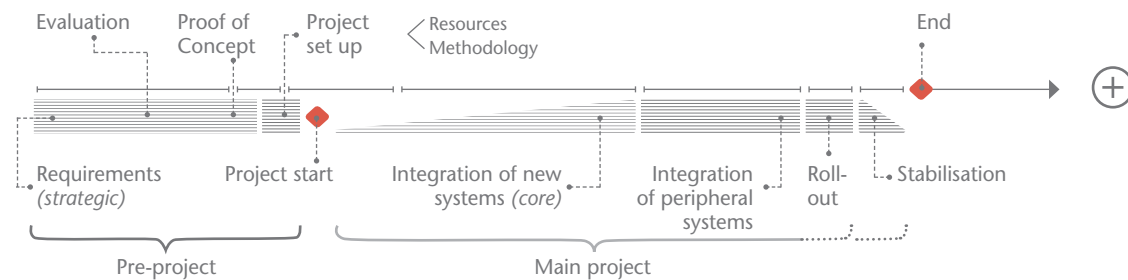 Evaluation
Proof of
Concept
Project
set up
Resources
Methodology
End
Requirements
(strategic)
Project start
Integration of new
systems (core)
Integration
of peripheral
systems
Roll-
out
Stabilisation
Pre-project
Main project